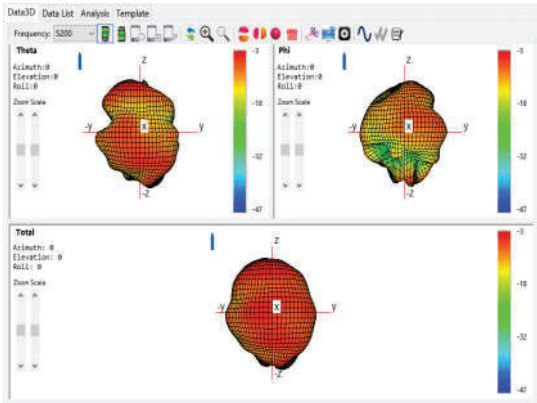 Data3D Data List Analysis Template
Frequency: 5200
Theta
Azimuth:0
Elevation:0
Roll:0
Zoom Scale
z
-y
x
y
-z
-3
-18
-32
-47
Phi
Azimuth:0
Elevation:0
Roll:0
Zoom Scale
z
-y
x
y
-z
-3
-18
-32
-47
Total
Azimuth: 0
Elevation: 0
Roll: 0
Zoom Scale
z
-y
x
y
-z
-3
-18
-32
-47